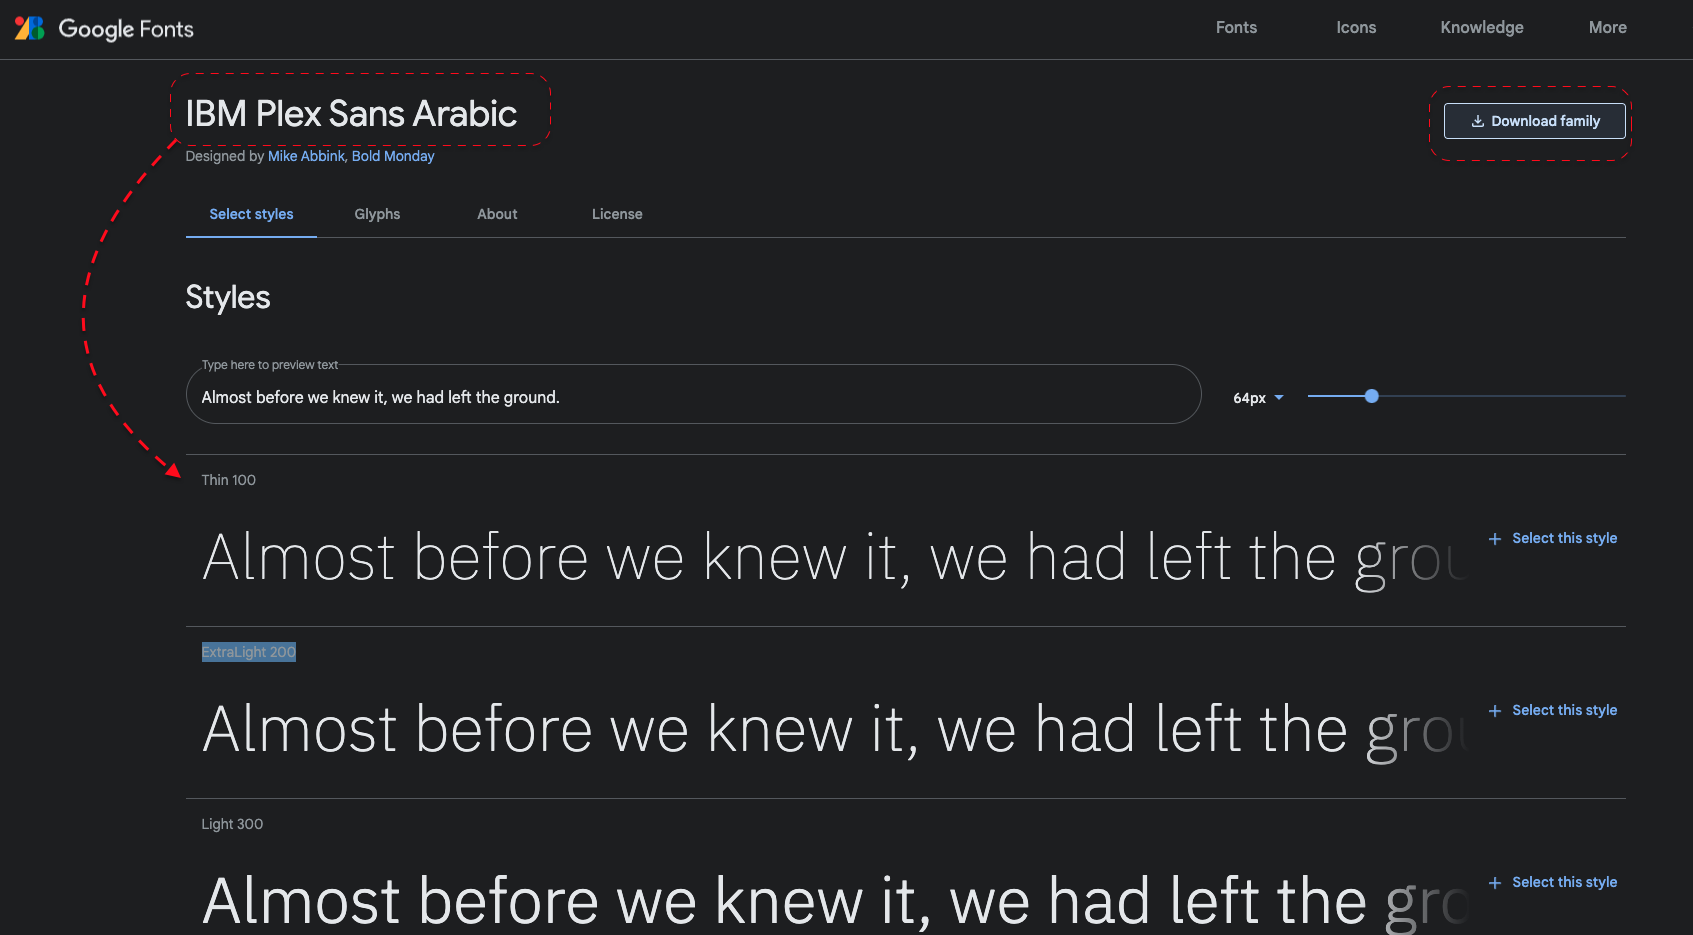 Google Fonts
Fonts Icons Knowledge More
IBM Plex Sans Arabic
Download family
Designed by Mike Abbink, Bold Monday
Select styles Glyphs About License
Styles
Type here to preview text
Almost before we knew it, we had left the ground.
64px
Thin 100
Almost before we knew it, we had left the grou
Select this style
ExtraLight 200
Almost before we knew it, we had left the grou
Select this style
Light 300
Almost before we knew it, we had left the gro
Select this style